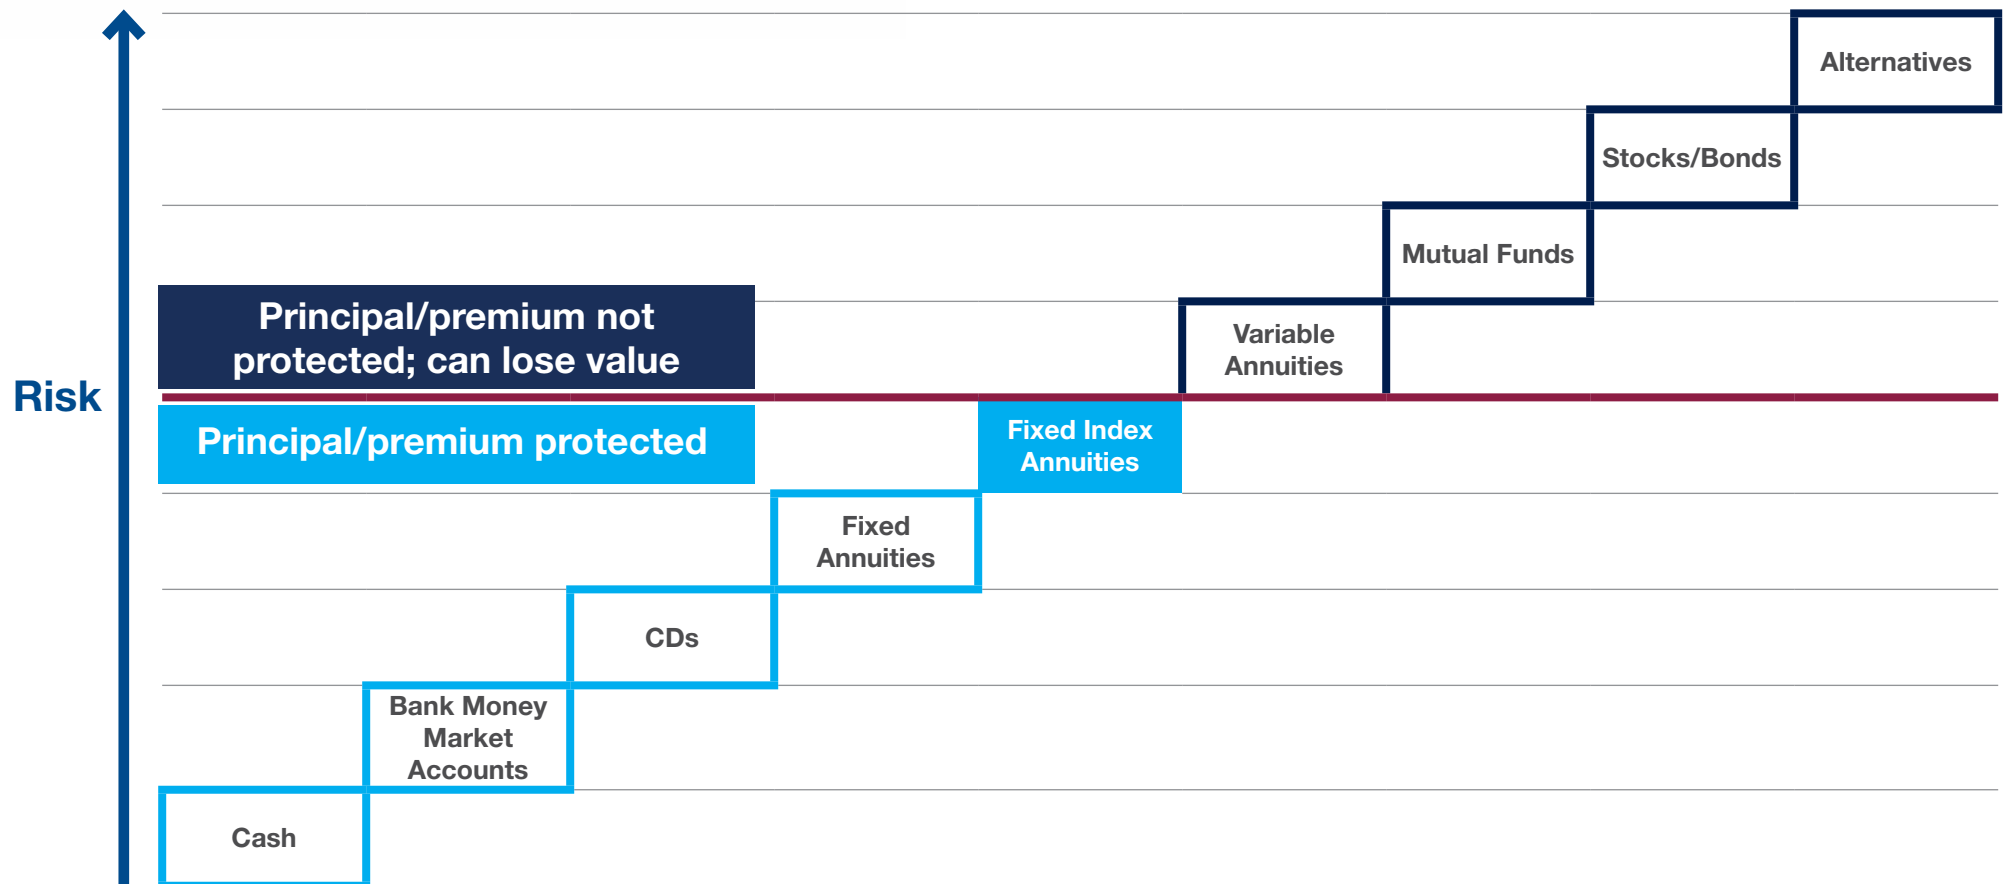 Alternatives
Stocks/Bonds
Mutual Funds
Principal/premium not
protected; can lose value
Variable
Annuities
Risk
Principal/premium protected
Fixed Index
Annuities
Fixed
Annuities
CDs
Bank Money
Market
Accounts
Cash